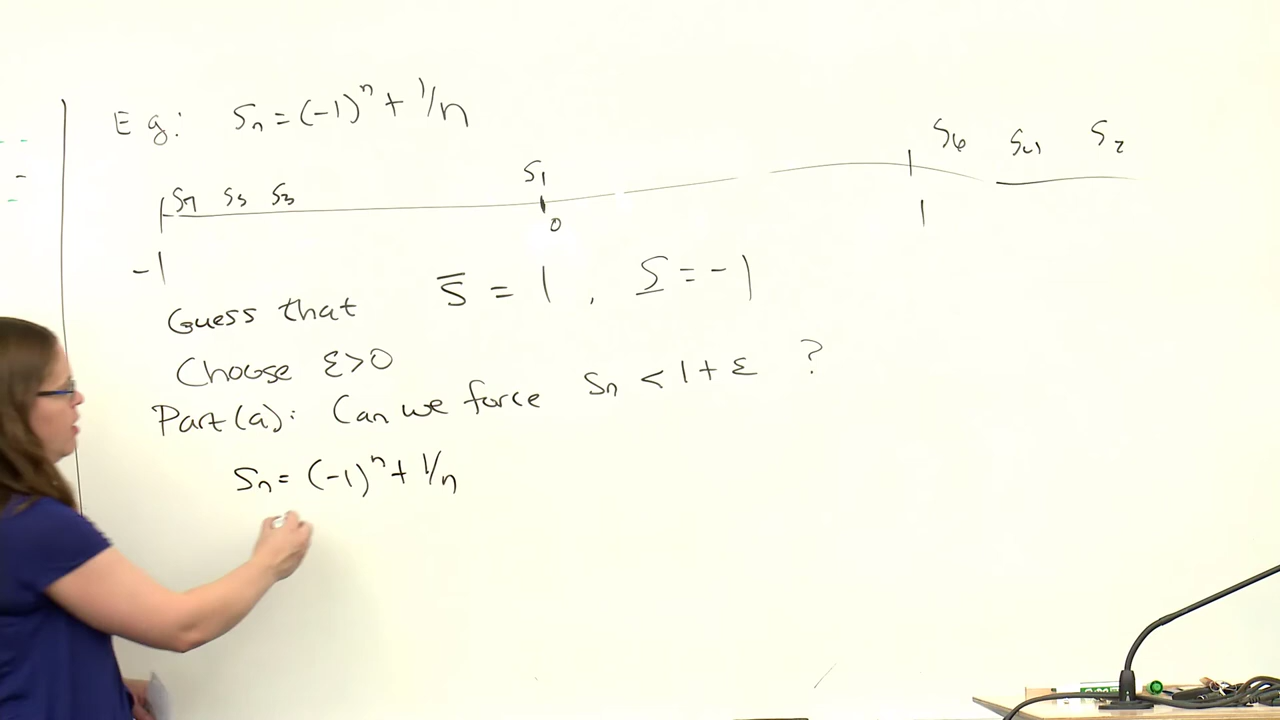 Eg: Sn = (-1)^n + 1/n
S6 S4 S2
S7 S5 S3 S1
0 1
-1
Guess that S̅ = 1, S̲ = -1
Choose ε>0
Part(a): Can we force Sn < 1 + ε ?
Sn = (-1)^n + 1/n